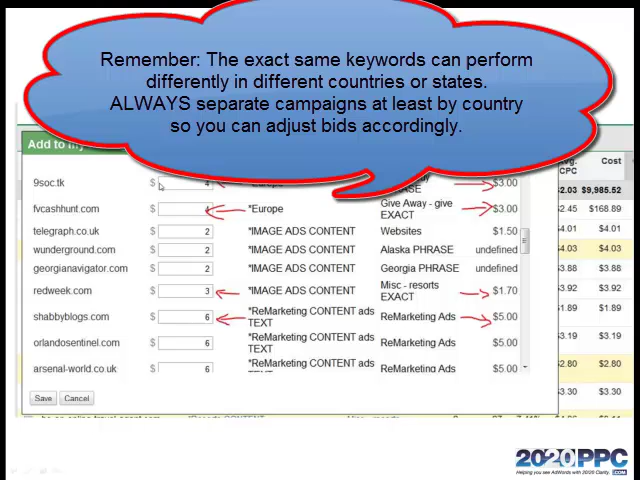 Remember: The exact same keywords can perform
differently in different countries or states.
ALWAYS separate campaigns at least by country
so you can adjust bids accordingly.
Add to my
CPC Cost
$2.03 $9,985.52
9soc.tk $ 4 *Europe PHRASE $3.00
fvcashhunt.com $ 4 *Europe Give Away - give EXACT $3.00 $2.45 $168.89
telegraph.co.uk $ 2 *IMAGE ADS CONTENT Websites $1.50 $4.01 $4.01
wunderground.com $ 2 *IMAGE ADS CONTENT Alaska PHRASE undefined $4.03 $4.03
georgianavigator.com $ 2 *IMAGE ADS CONTENT Georgia PHRASE undefined $3.88 $3.88
redweek.com $ 3 *IMAGE ADS CONTENT Misc - resorts EXACT $1.70 $3.92 $3.92
shabbyblogs.com $ 6 *ReMarketing CONTENT ads TEXT ReMarketing Ads $5.00 $1.89 $1.89
orlandosentinel.com $ 6 *ReMarketing CONTENT ads TEXT ReMarketing Ads $5.00 $3.19 $3.19
arsenal-world.co.uk $ 6 *ReMarketing CONTENT ads ReMarketing Ads $5.00 $2.80 $2.80
Save Cancel $3.30 $3.30
2020PPC
.COM
Helping you see AdWords with 20/20 Clarity